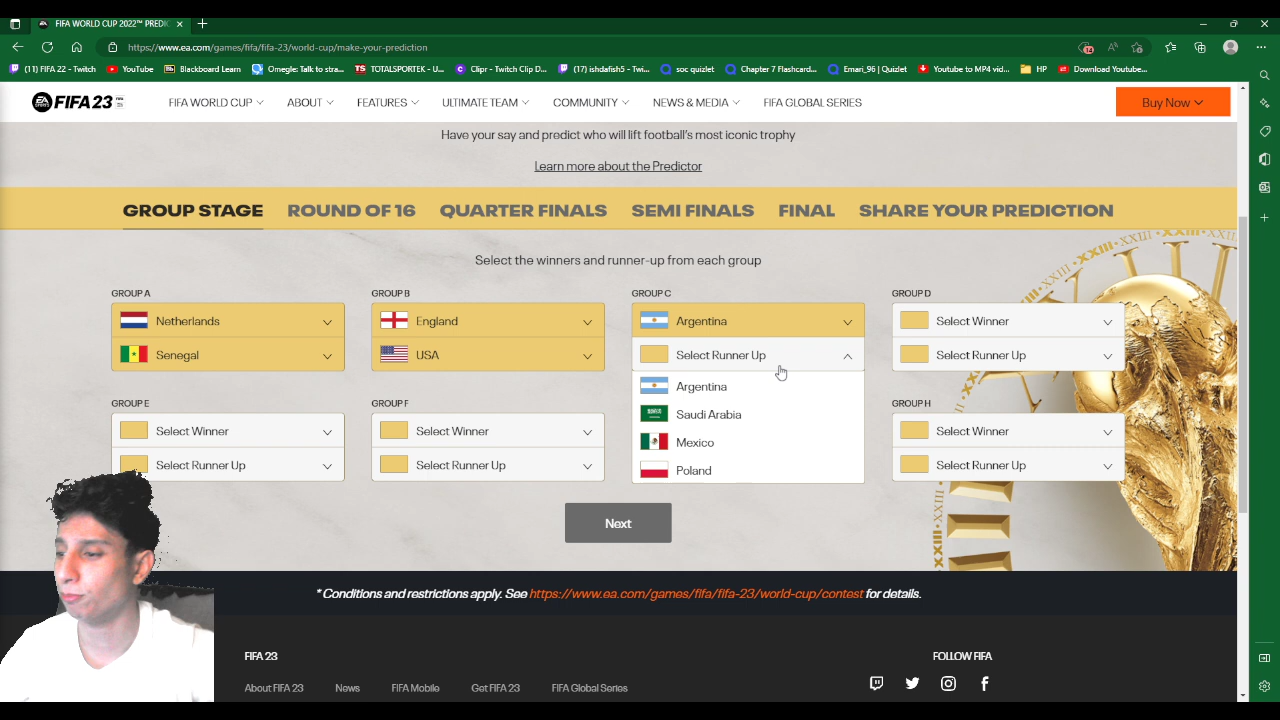 FIFA WORLD CUP 2022™ PREDIC
https://www.ea.com/games/fifa/fifa-23/world-cup/make-your-prediction
(11) FIFA 22 - Twitch
YouTube
Blackboard Learn
Omegle: Talk to stra...
TOTALSPORTEK - U...
Clipr - Twitch Clip D...
(17) ishdafish5 - Twi...
soc quizlet
Chapter 7 Flashcard...
Emari_96 | Quizlet
Youtube to MP4 vid...
HP
Download Youtube...
EA SPORTS FIFA 23
FIFA WORLD CUP
ABOUT
FEATURES
ULTIMATE TEAM
COMMUNITY
NEWS & MEDIA
FIFA GLOBAL SERIES
Buy Now
Have your say and predict who will lift football's most iconic trophy
Learn more about the Predictor
GROUP STAGE
ROUND OF 16
QUARTER FINALS
SEMI FINALS
FINAL
SHARE YOUR PREDICTION
Select the winners and runner-up from each group
GROUP A
Netherlands
Senegal
GROUP B
England
USA
GROUP C
Argentina
Select Runner Up
Argentina
Saudi Arabia
Mexico
Poland
GROUP D
Select Winner
Select Runner Up
GROUP E
Select Winner
Select Runner Up
GROUP F
Select Winner
Select Runner Up
GROUP H
Select Winner
Select Runner Up
Next
* Conditions and restrictions apply. See https://www.ea.com/games/fifa/fifa-23/world-cup/contest for details.
FIFA 23
FOLLOW FIFA
About FIFA 23
News
FIFA Mobile
Get FIFA 23
FIFA Global Series